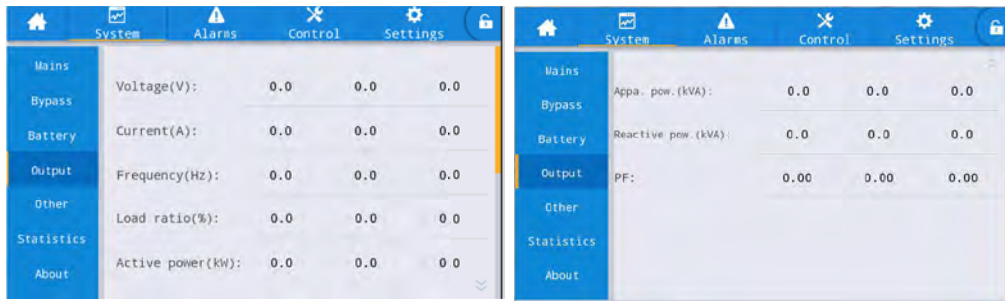 System Alarms Control Settings
Mains
Bypass
Battery
Output
Other
Statistics
About
Voltage(V): 0.0 0.0 0.0
Current(A): 0.0 0.0 0.0
Frequency(Hz): 0.0 0.0 0.0
Load ratio(%): 0.0 0.0 0 0
Active power(kW): 0.0 0.0 0 0
System Alarms Control Settings
Mains
Bypass
Battery
Output
Other
Statistics
About
Appa. pow.(kVA): 0.0 0.0 0.0
Reactive pow.(kVA): 0.0 0.0 0.0
PF: 0.00 0.00 0.00